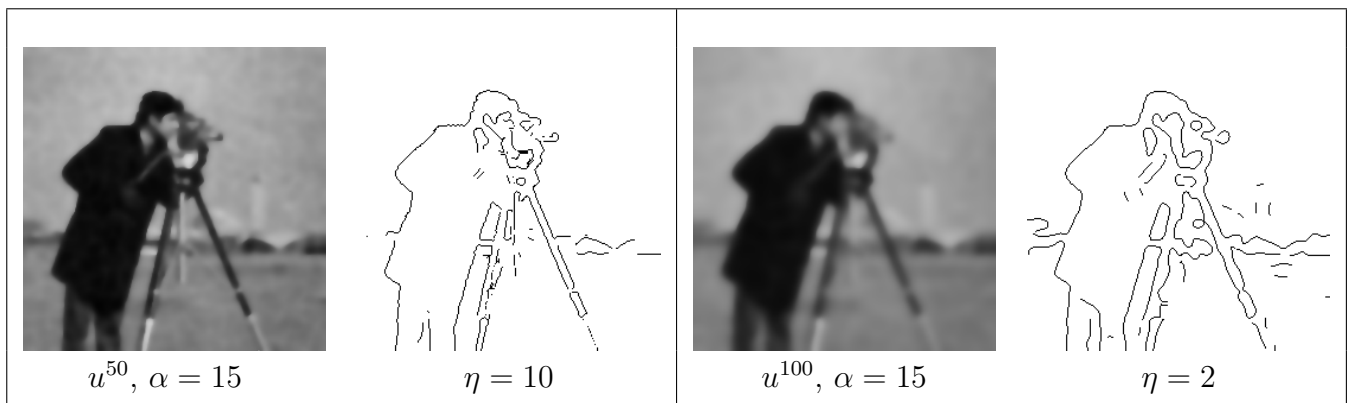 u^50, α = 15
η = 10
u^100, α = 15
η = 2